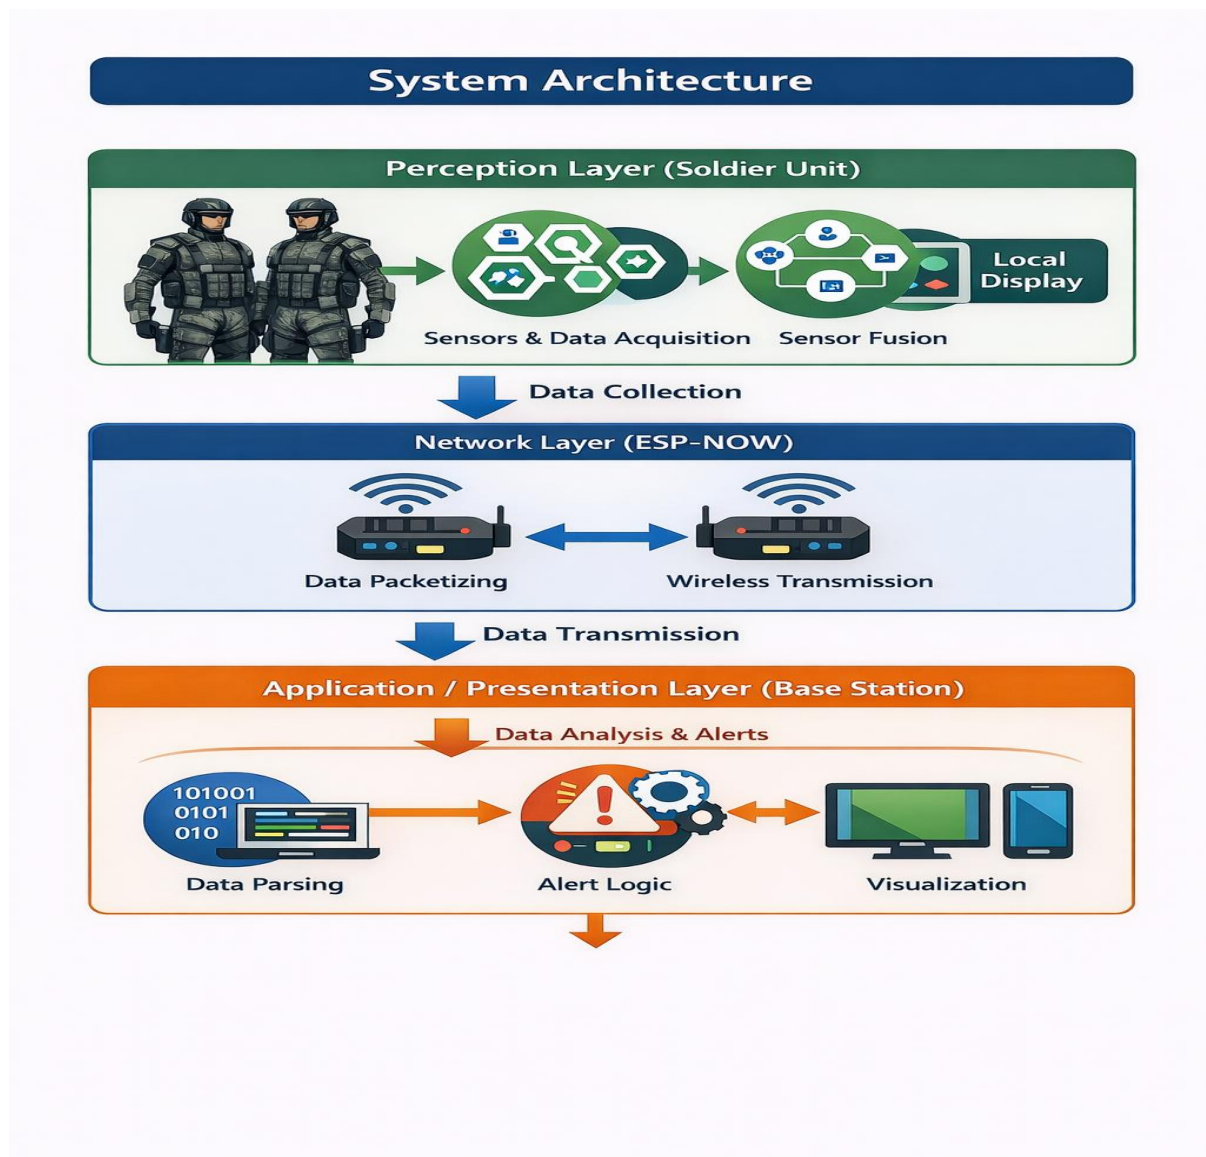 System Architecture
Perception Layer (Soldier Unit)
Local
Display
Sensors & Data Acquisition
Sensor Fusion
Data Collection
Network Layer (ESP-NOW)
Data Packetizing
Wireless Transmission
Data Transmission
Application / Presentation Layer (Base Station)
Data Analysis & Alerts
101001
0101
010
Data Parsing
Alert Logic
Visualization